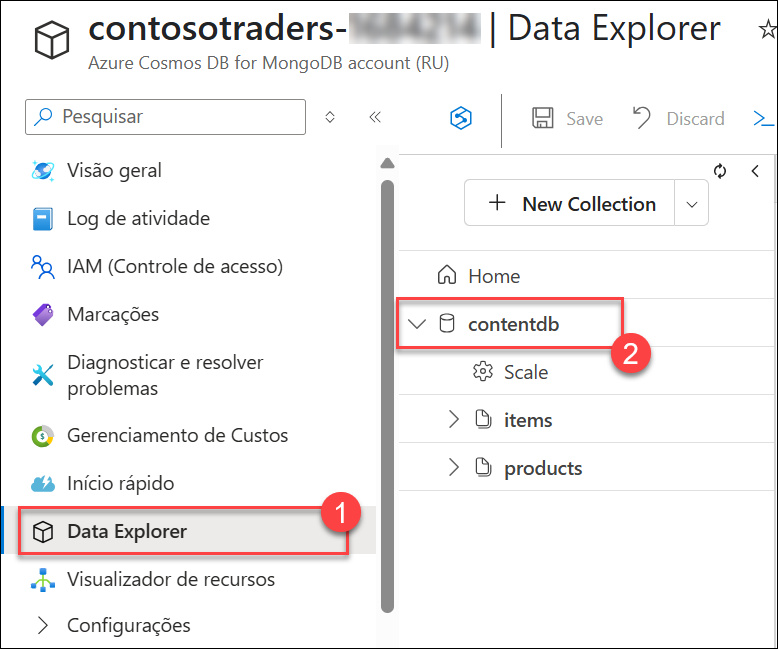 contosotraders- | Data Explorer
Azure Cosmos DB for MongoDB account (RU)
Pesquisar
Save
Discard
Visão geral
Log de atividade
IAM (Controle de acesso)
Marcações
Diagnosticar e resolver
problemas
Gerenciamento de Custos
Início rápido
Data Explorer
1
Visualizador de recursos
Configurações
New Collection
Home
contentdb
2
Scale
items
products